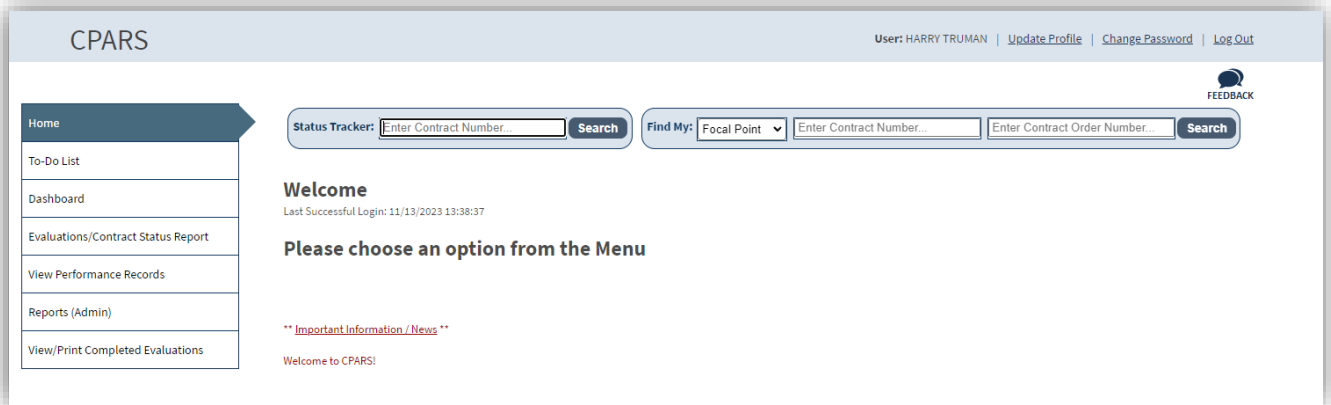 CPARS
User: HARRY TRUMAN | Update Profile | Change Password | Log Out
FEEDBACK
Home
To-Do List
Dashboard
Evaluations/Contract Status Report
View Performance Records
Reports (Admin)
View/Print Completed Evaluations
Status Tracker: Enter Contract Number... Search
Find My: Focal Point Enter Contract Number... Enter Contract Order Number... Search
Welcome
Last Successful Login: 11/13/2023 13:38:37
Please choose an option from the Menu
** Important Information / News **
Welcome to CPARS!